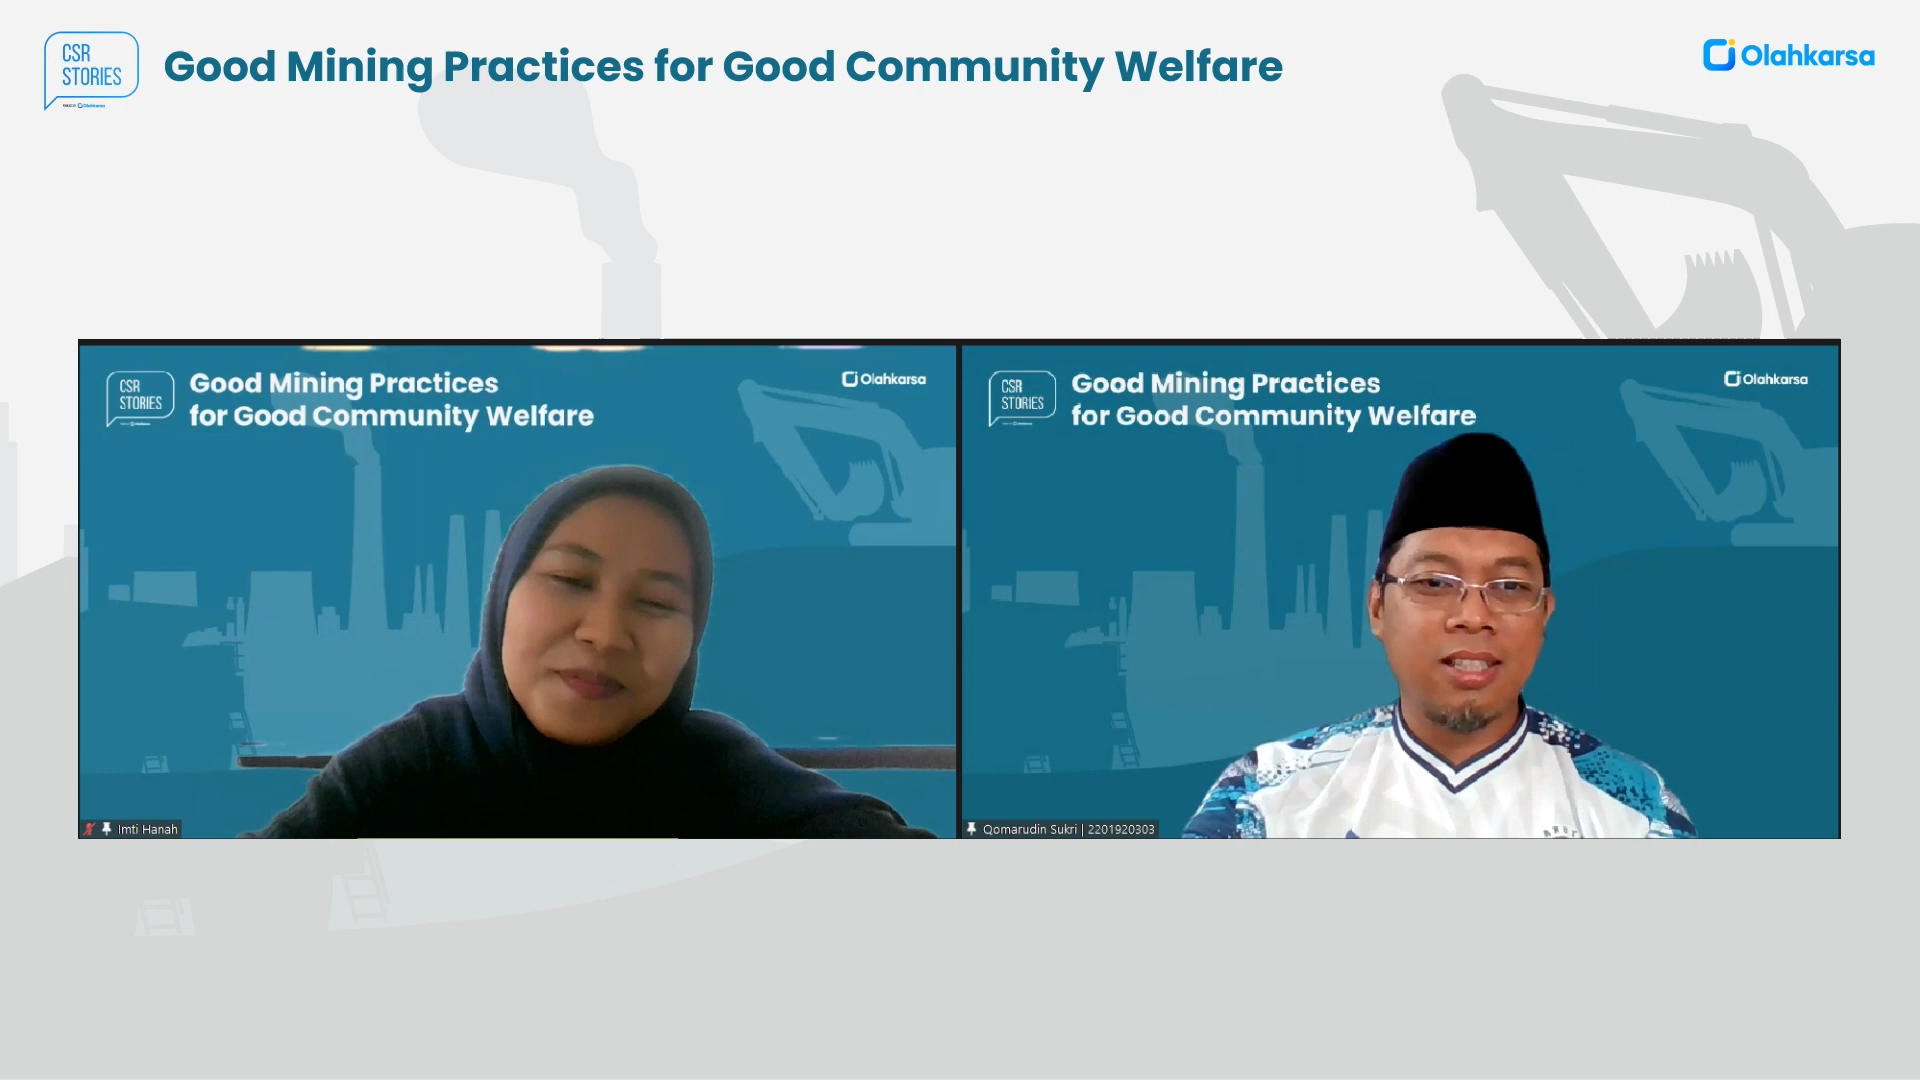 CSR
STORIES
Good Mining Practices for Good Community Welfare
Olahkarsa
Olahkarsa
CSR
STORIES
Good Mining Practices
for Good Community Welfare
Olahkarsa
Imti Hanah
CSR
STORIES
Good Mining Practices
for Good Community Welfare
Olahkarsa
Qomarudin Sukri | 2201920303